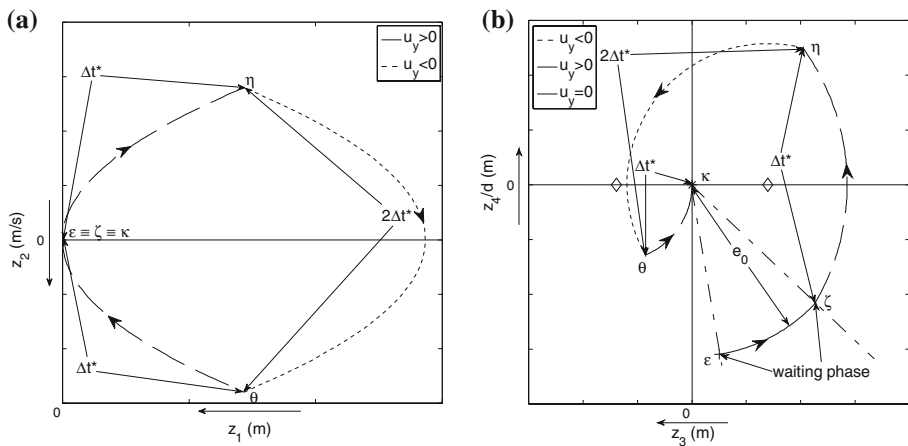 (a)
u_y>0
u_y<0
Δt*
η
2Δt*
ε ≡ ζ ≡ κ
Δt*
θ
0
z_2 (m/s)
0
z_1 (m)
(b)
u_y<0
u_y>0
u_y=0
2Δt*
η
Δt*
κ
Δt*
θ
e_0
ζ
ε
waiting phase
0
z_4/d (m)
0
z_3 (m)